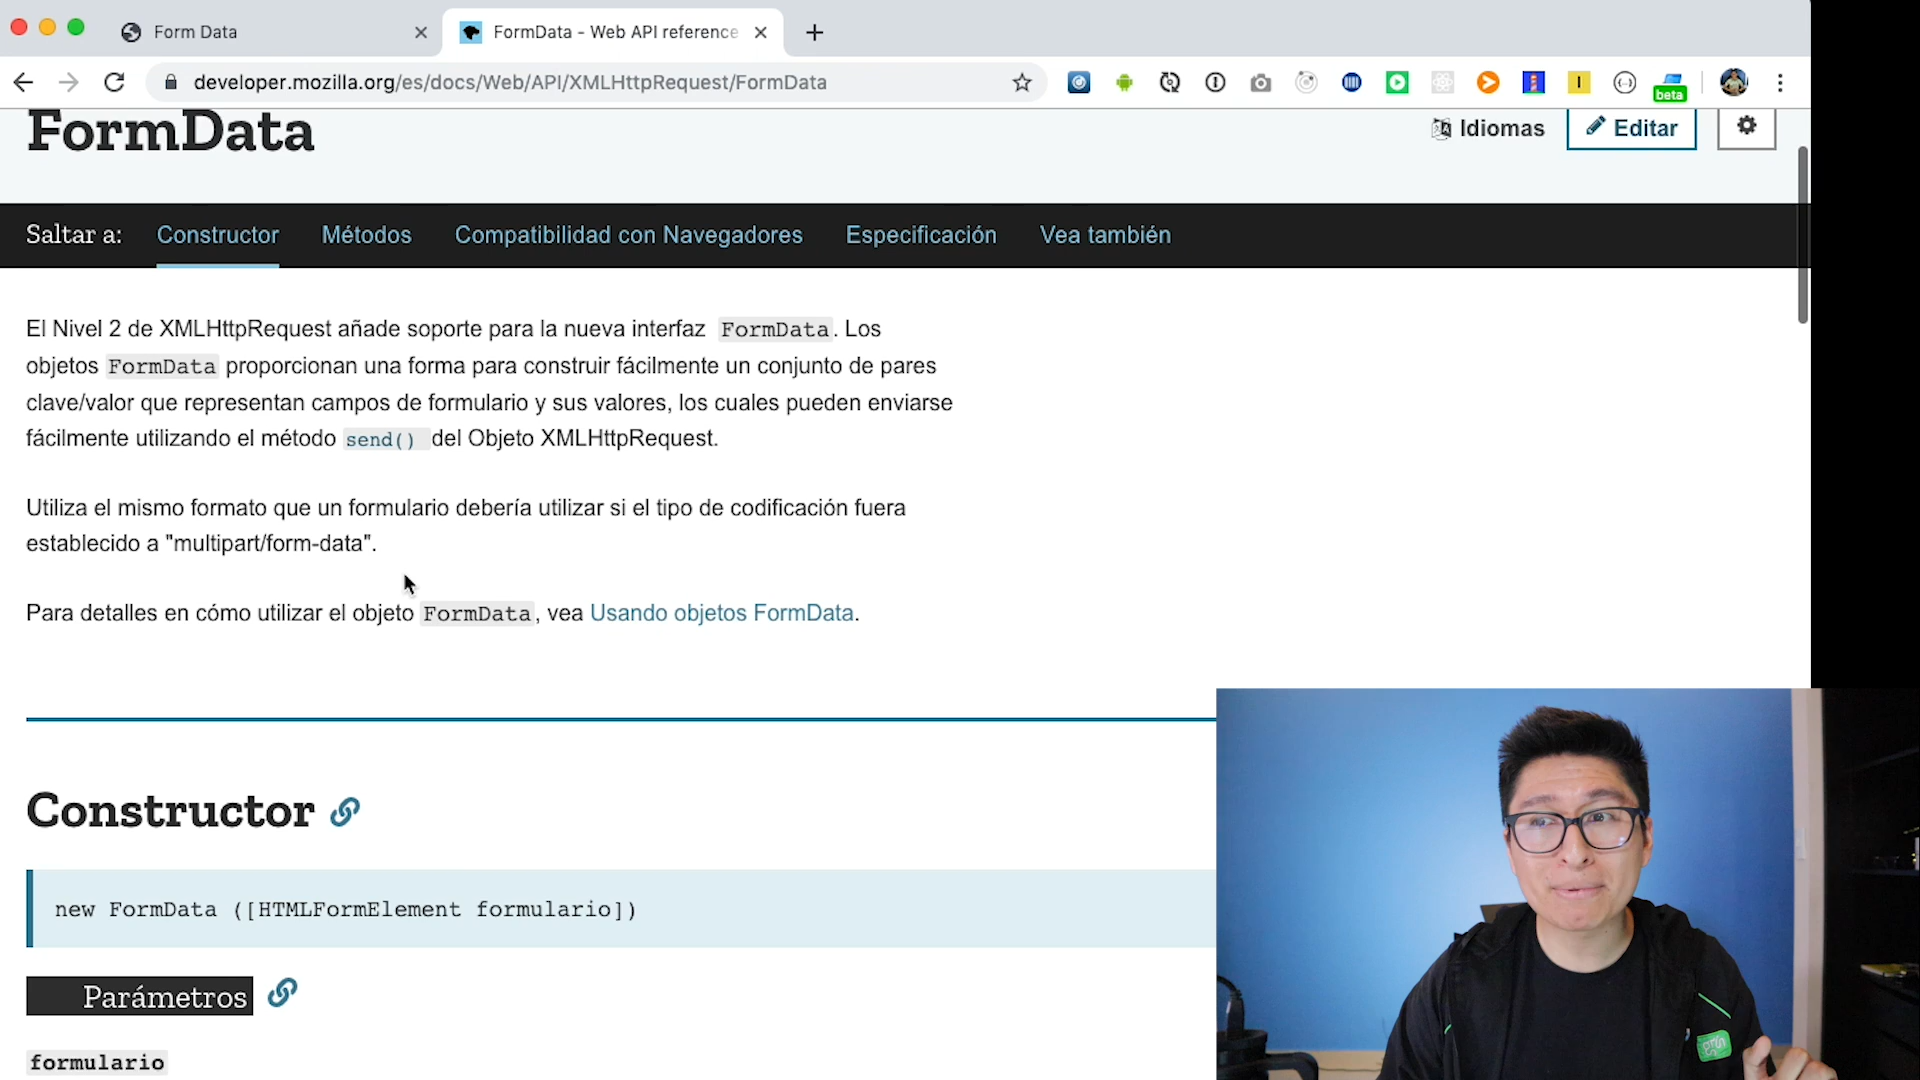 Form Data
FormData - Web API reference
developer.mozilla.org/es/docs/Web/API/XMLHttpRequest/FormData
beta
FormData
Idiomas
Editar
Saltar a: Constructor Métodos Compatibilidad con Navegadores Especificación Vea también
El Nivel 2 de XMLHttpRequest añade soporte para la nueva interfaz FormData. Los
objetos FormData proporcionan una forma para construir fácilmente un conjunto de pares
clave/valor que representan campos de formulario y sus valores, los cuales pueden enviarse
fácilmente utilizando el método send() del Objeto XMLHttpRequest.
Utiliza el mismo formato que un formulario debería utilizar si el tipo de codificación fuera
establecido a "multipart/form-data".
Para detalles en cómo utilizar el objeto FormData, vea Usando objetos FormData.
Constructor
new FormData ([HTMLFormElement formulario])
Parámetros
formulario